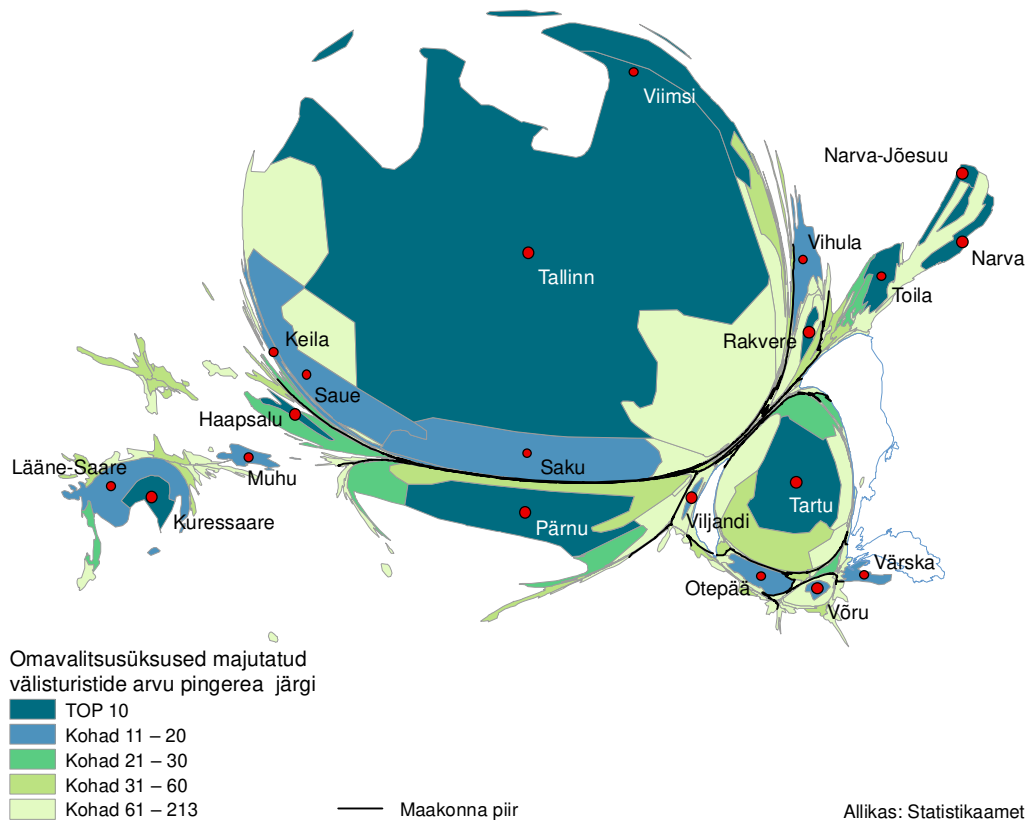 Viimsi
Narva-Jõesuu
Tallinn
Vihula
Narva
Toila
Keila
Rakvere
Saue
Haapsalu
Lääne-Saare
Muhu
Saku
Kuressaare
Pärnu
Viljandi
Tartu
Otepää
Värska
Võru
Omavalitsusüksused majutatud
välisturistide arvu pingerea järgi
TOP 10
Kohad 11 – 20
Kohad 21 – 30
Kohad 31 – 60
Kohad 61 – 213
Maakonna piir
Allikas: Statistikaamet